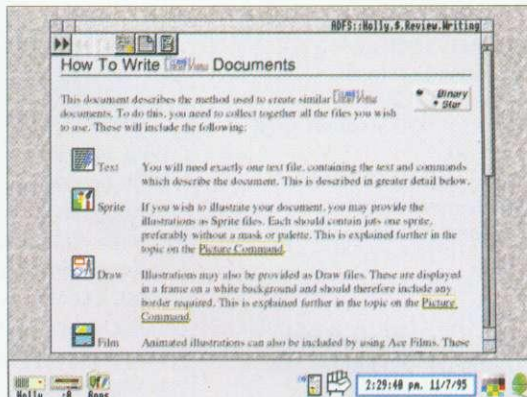 ADFS::Holly.$.Review.Writing
How To Write Documents
Binary
Star
This document describes the method used to create similar
documents. To do this, you need to collect together all the files you wish
to use. These will include the following:
Text You will need exactly one text file, containing the text and commands
which describe the document. This is described in greater detail below.
Sprite If you wish to illustrate your document, you may provide the
illustrations as Sprite files. Each should contain juts one sprite,
preferably without a mask or palette. This is explained further in the
topic on the Picture Command.
Draw Illustrations may also be provided as Draw files. These are displayed
in a frame on a white background and should therefore include any
border required. This is explained further in the topic on the Picture
Command.
Film Animated illustrations can also be included by using Ace Films. These
Holly :0 Apps 2:29:40 pm. 11/7/95